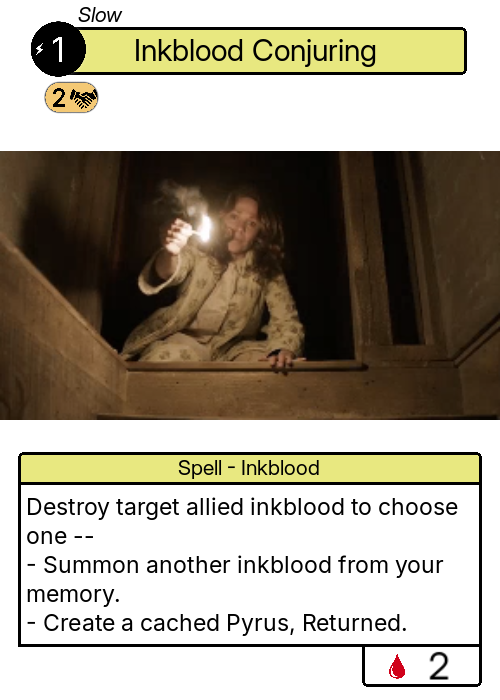 Slow
1
Inkblood Conjuring
2
Spell - Inkblood
Destroy target allied inkblood to choose
one --
- Summon another inkblood from your
memory.
- Create a cached Pyrus, Returned.
2